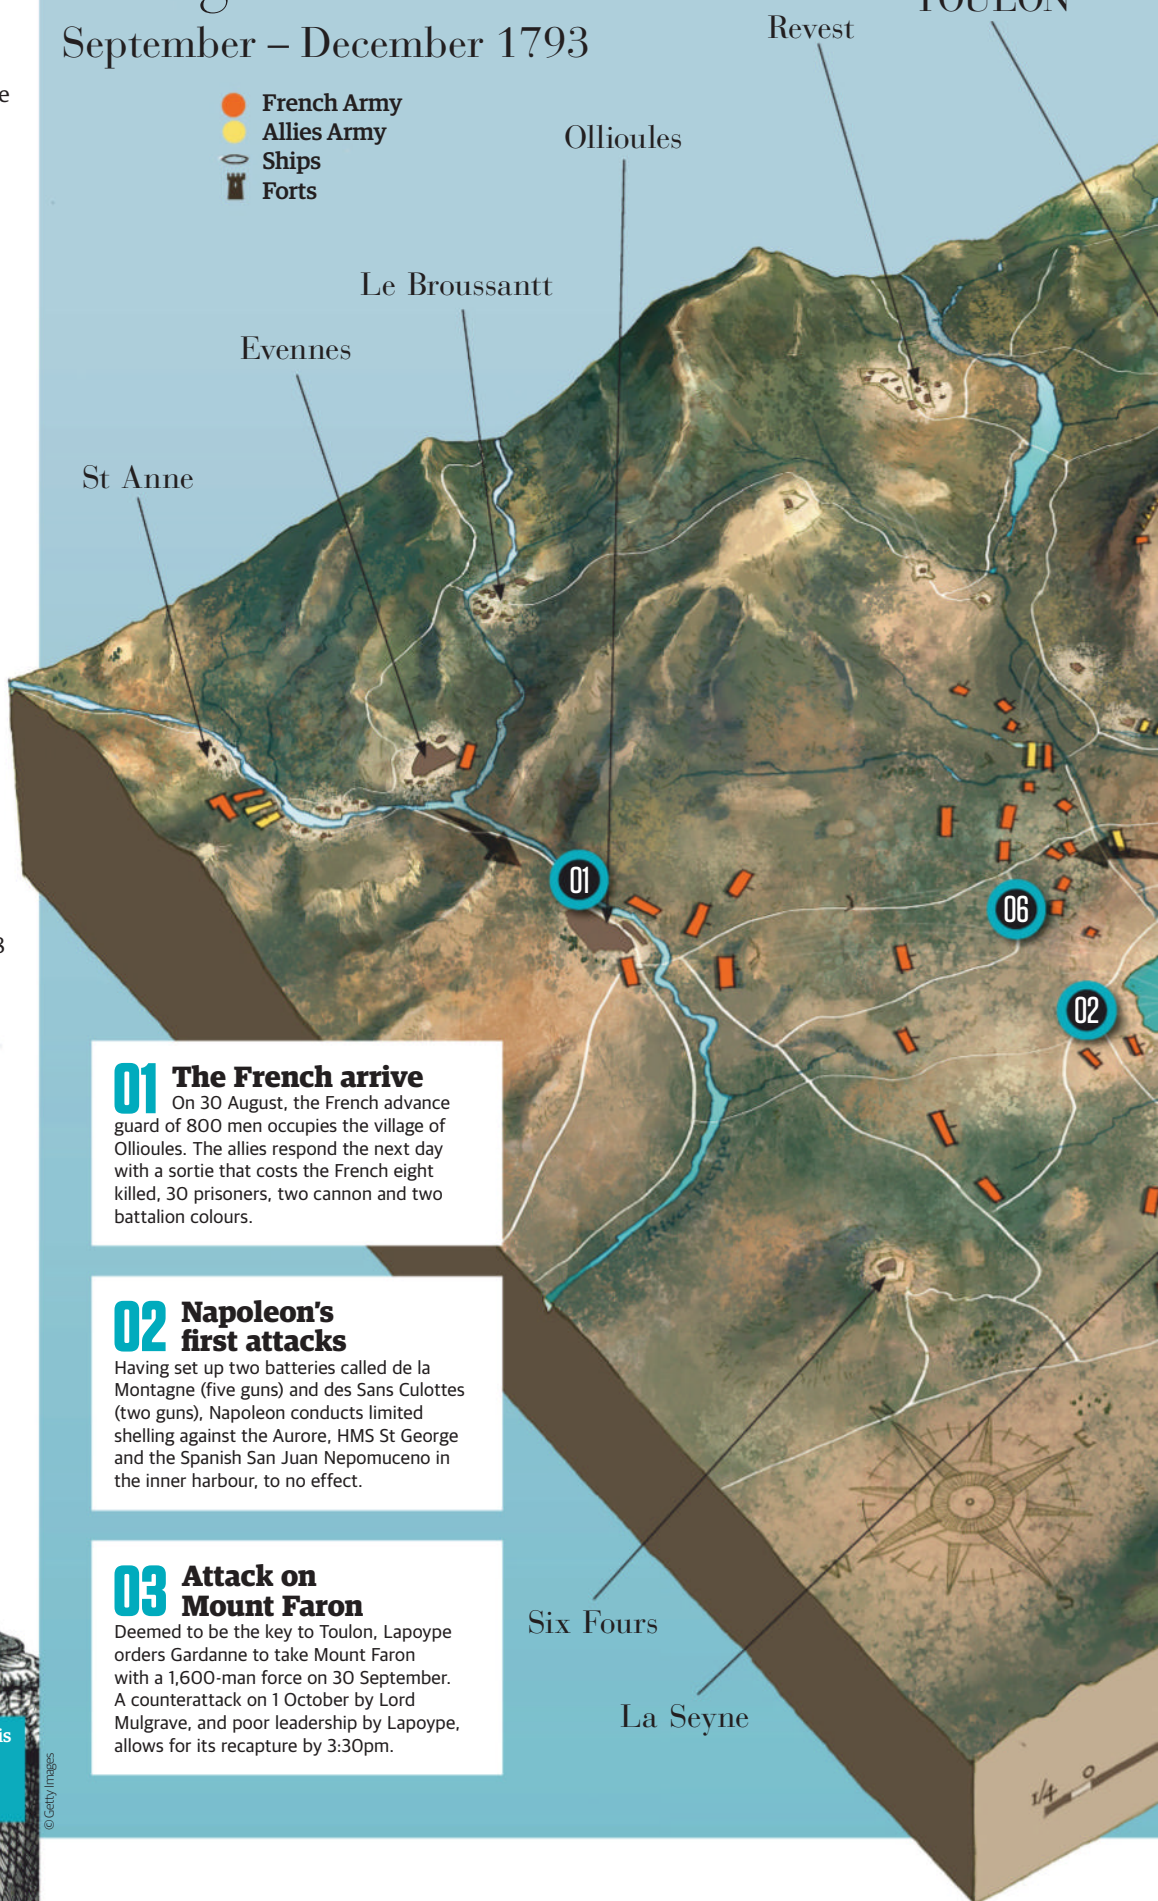 September – December 1793
French Army
Allies Army
Ships
Forts
Revest
TOULON
Ollioules
Le Broussantt
Evennes
St Anne
01
06
02
River Reppe
01 The French arrive
On 30 August, the French advance
guard of 800 men occupies the village of
Ollioules. The allies respond the next day
with a sortie that costs the French eight
killed, 30 prisoners, two cannon and two
battalion colours.
02 Napoleon's
first attacks
Having set up two batteries called de la
Montagne (five guns) and des Sans Culottes
(two guns), Napoleon conducts limited
shelling against the Aurore, HMS St George
and the Spanish San Juan Nepomuceno in
the inner harbour, to no effect.
03 Attack on
Mount Faron
Deemed to be the key to Toulon, Lapoype
orders Gardanne to take Mount Faron
with a 1,600-man force on 30 September.
A counterattack on 1 October by Lord
Mulgrave, and poor leadership by Lapoype,
allows for its recapture by 3:30pm.
N
E
W
S
Six Fours
La Seyne
1/4 0
© Getty Images